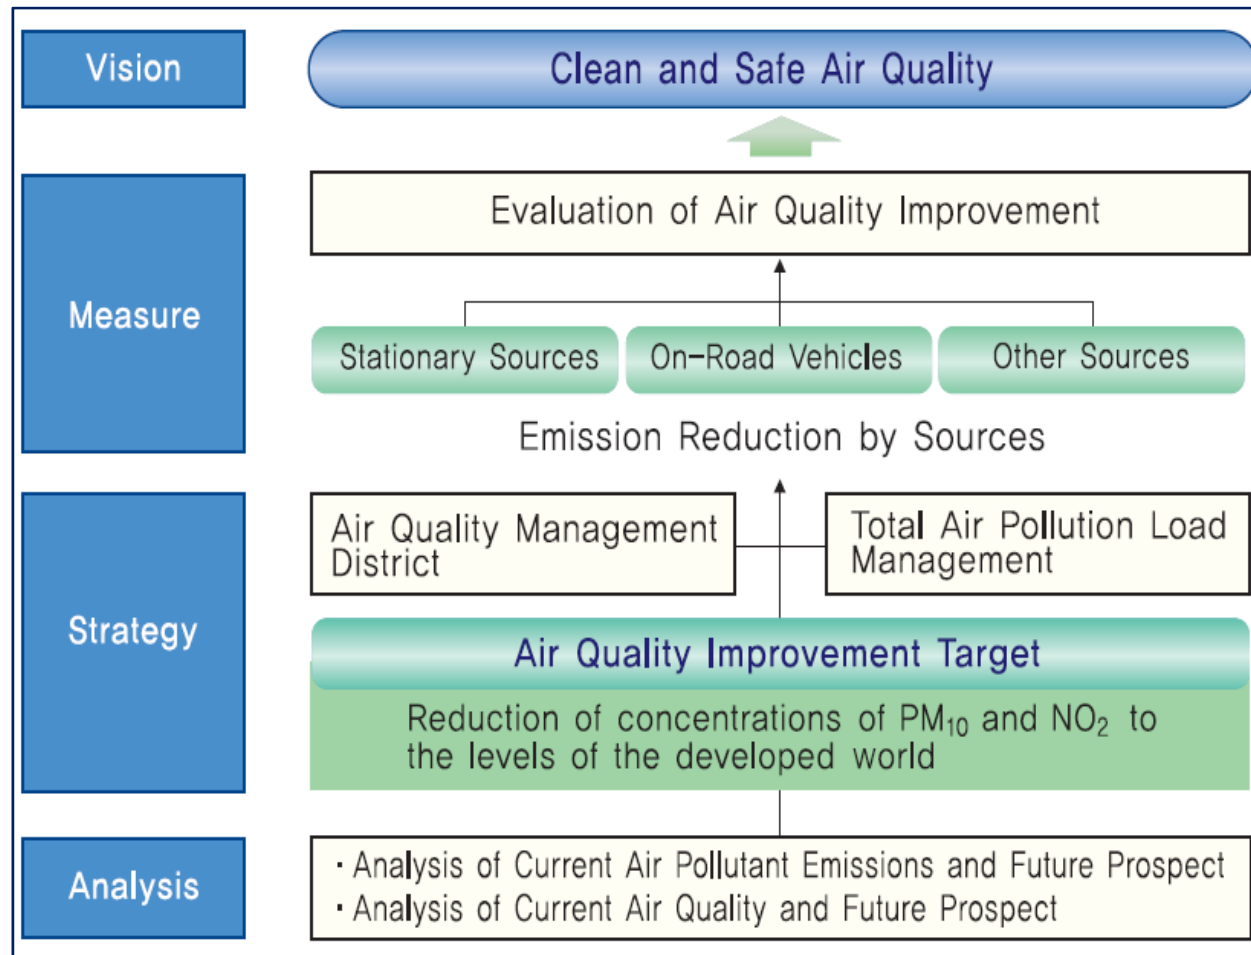 Vision
Clean and Safe Air Quality
Measure
Evaluation of Air Quality Improvement
Stationary Sources
On-Road Vehicles
Other Sources
Emission Reduction by Sources
Strategy
Air Quality Management
District
Total Air Pollution Load
Management
Air Quality Improvement Target
Reduction of concentrations of PM₁₀ and NO₂ to
the levels of the developed world
Analysis
· Analysis of Current Air Pollutant Emissions and Future Prospect
· Analysis of Current Air Quality and Future Prospect